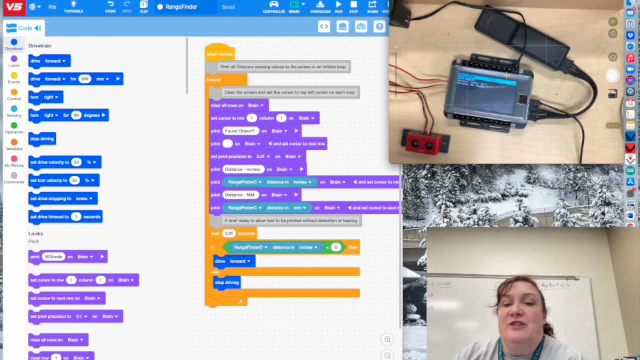 V5
File
TUTORIALS
SLOT
RangeFinder
Saved
CONTROLLER
BRAIN
DOWNLOAD
RUN
STOP
Code
Drivetrain
Looks
Events
Control
Sensing
Operators
Variables
My Blocks
Comments
Drivetrain
drive forward
drive forward for 200 mm
turn right
turn right for 90 degrees
stop driving
set drive velocity to 50 %
set turn velocity to 50 %
set drive stopping to brake
set drive timeout to 1 seconds
Looks
Print
print VEXcode on Brain
set cursor to row 1 column 1 on Brain
set cursor to next row on Brain
set print precision to 0.1 on Brain
clear all rows on Brain
clear row 1 on Brain
when started
Print all Distance sensing values to the screen in an infinite loop
forever
Clear the screen and set the cursor to top left corner on each loop
clear all rows on Brain
set cursor to row 1 column 1 on Brain
print Found Object? on Brain
print on Brain and set cursor to next row
set print precision to 0.01 on Brain
print Distance - Inches: on Brain
print RangeFinderC distance in inches on Brain and set cursor to next
print Distance - MM: on Brain
print RangeFinderC distance in mm on Brain and set cursor to next row
delay to allow text to be printed without distortion or tearing
wait 0.05 seconds
if RangeFinderC distance in inches 6 then
drive forward
else
stop driving